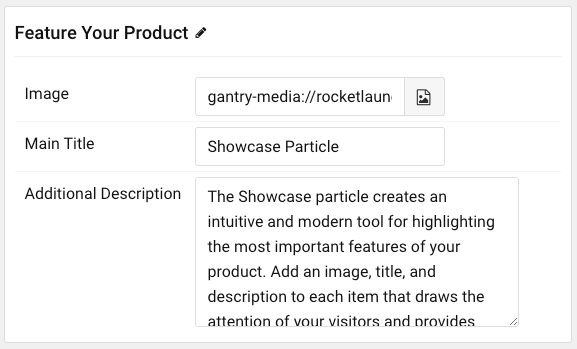 Feature Your Product
Image
gantry-media://rocketlaun
Main Title
Showcase Particle
Additional Description
The Showcase particle creates an
intuitive and modern tool for highlighting
the most important features of your
product. Add an image, title, and
description to each item that draws the
attention of your visitors and provides